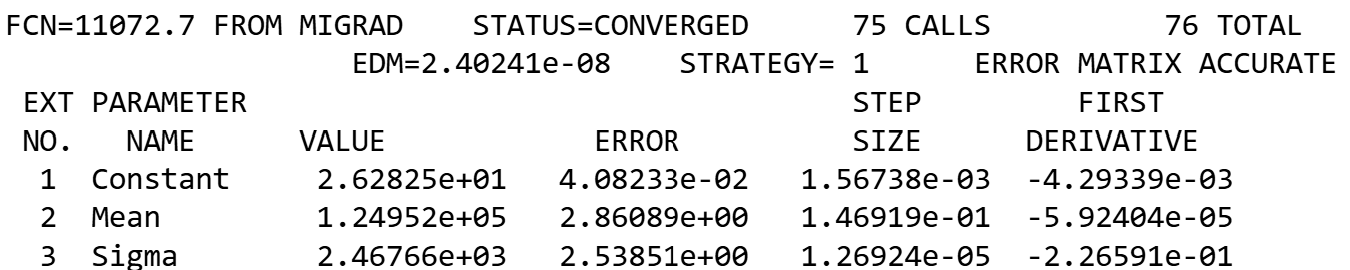 FCN=11072.7 FROM MIGRAD    STATUS=CONVERGED      75 CALLS          76 TOTAL
                    EDM=2.40241e-08    STRATEGY= 1      ERROR MATRIX ACCURATE
 EXT PARAMETER                                   STEP         FIRST
 NO.   NAME      VALUE            ERROR          SIZE      DERIVATIVE
  1  Constant     2.62825e+01   4.08233e-02   1.56738e-03  -4.29339e-03
  2  Mean         1.24952e+05   2.86089e+00   1.46919e-01  -5.92404e-05
  3  Sigma        2.46766e+03   2.53851e+00   1.26924e-05  -2.26591e-01